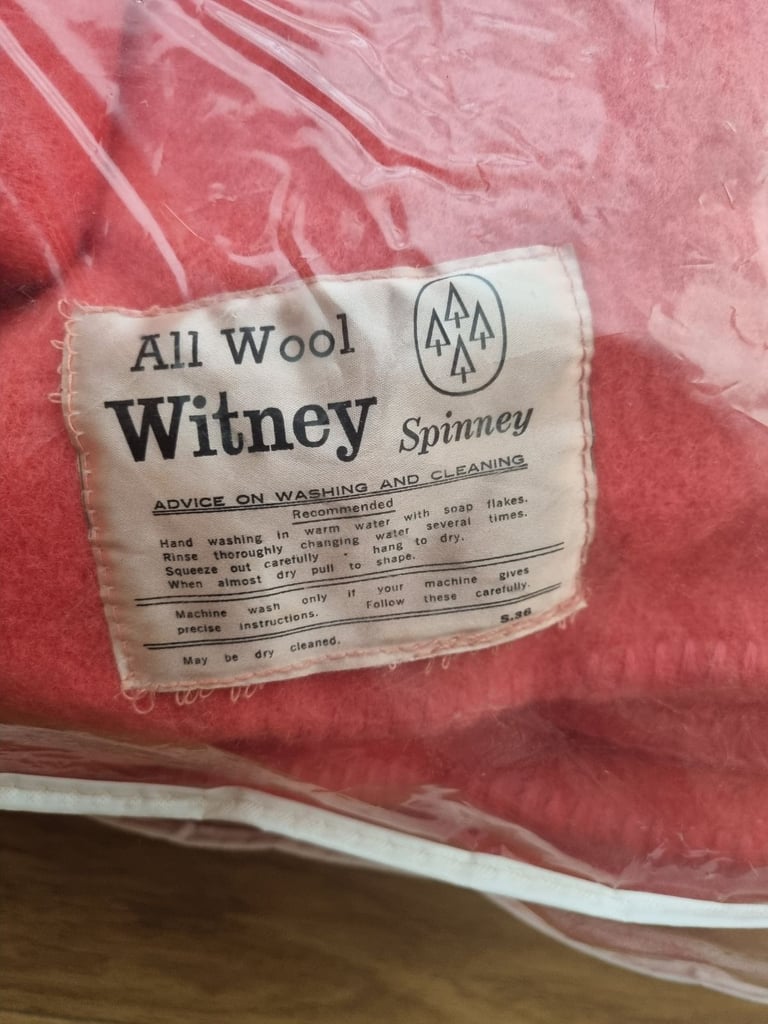 All Wool
Witney Spinney
ADVICE ON WASHING AND CLEANING
Recommended
Hand washing in warm water with soap flakes.
Rinse thoroughly changing water several times.
Squeeze out carefully - hang to dry.
When almost dry pull to shape.
Machine wash only if your machine gives
precise instructions. Follow these carefully.
S.36
May be dry cleaned.